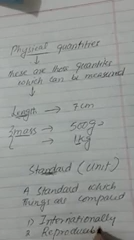 Physical quantities
↓
these are those quantities
which can be measured
↓
Length → 7cm
mass → 500g
→ 1kg
Standard (Unit)
A Standard which
things are compared
1) Internationally
2 Reproducib